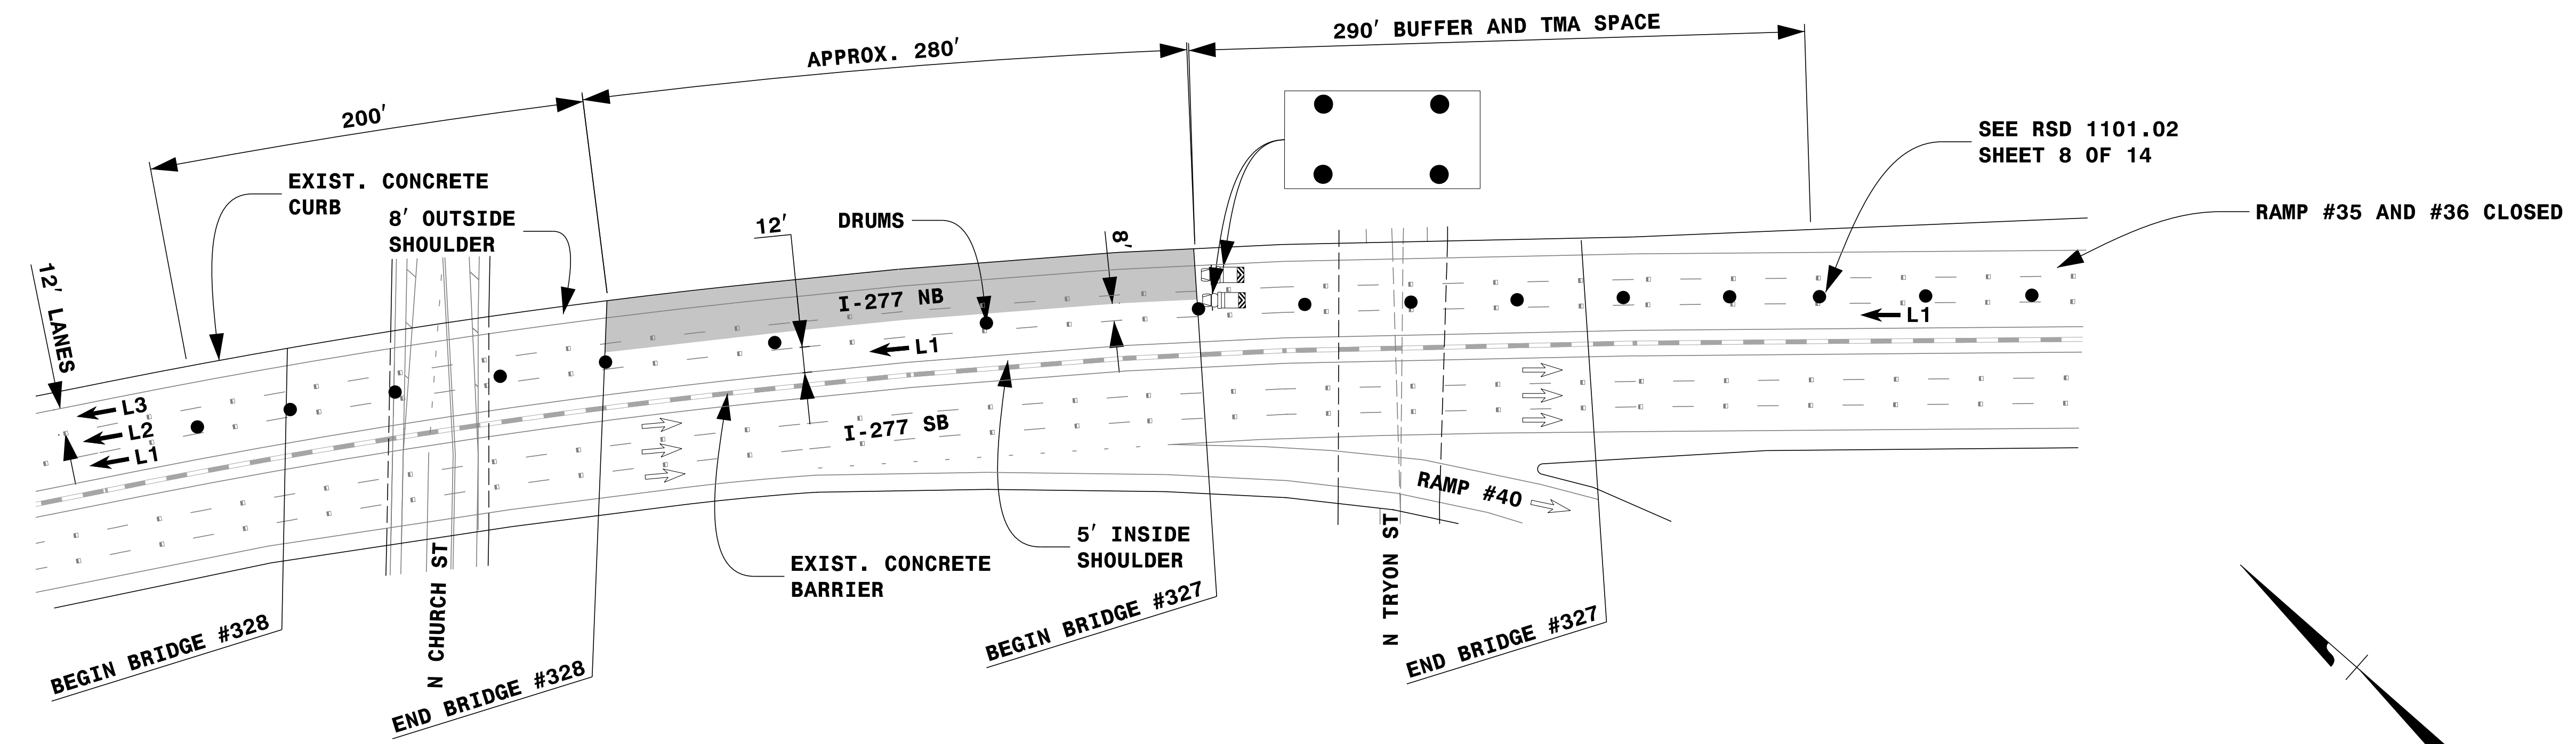 290' BUFFER AND TMA SPACE
APPROX. 280'
200'
SEE RSD 1101.02
SHEET 8 OF 14
EXIST. CONCRETE
CURB
8' OUTSIDE
SHOULDER
12'
DRUMS
8'
RAMP #35 AND #36 CLOSED
12' LANES
I-277 NB
L1
L1
L3
L2
L1
I-277 SB
RAMP #40
EXIST. CONCRETE
BARRIER
5' INSIDE
SHOULDER
N CHURCH ST
N TRYON ST
BEGIN BRIDGE #328
END BRIDGE #328
BEGIN BRIDGE #327
END BRIDGE #327